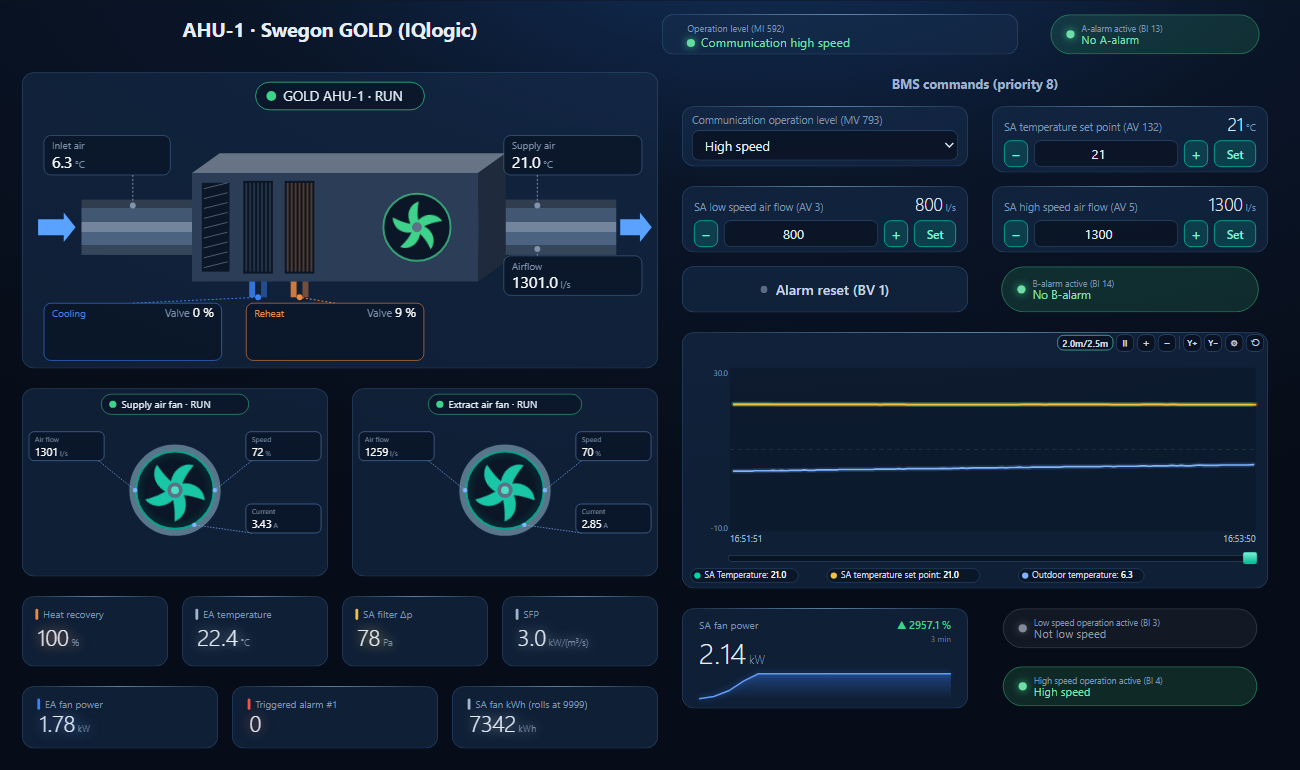 AHU-1 · Swegon GOLD (IQlogic)
Operation level (MI 592)
Communication high speed
A-alarm active (BI 13)
No A-alarm
GOLD AHU-1 · RUN
Inlet air
6.3 °C
Supply air
21.0 °C
Airflow
1301.0 l/s
Cooling
Valve 0 %
Reheat
Valve 9 %
BMS commands (priority 8)
Communication operation level (MV 793)
High speed
SA temperature set point (AV 132)
21 °C
− 21 + Set
SA low speed air flow (AV 3)
800 l/s
− 800 + Set
SA high speed air flow (AV 5)
1300 l/s
− 1300 + Set
Alarm reset (BV 1)
B-alarm active (BI 14)
No B-alarm
Supply air fan · RUN
Air flow
1301 l/s
Speed
72 %
Current
3.43 A
Extract air fan · RUN
Air flow
1259 l/s
Speed
70 %
Current
2.85 A
2.0m/2.5m
+ − Y+ Y−
30.0
-10.0
16:51:51
16:53:50
SA Temperature: 21.0
SA temperature set point: 21.0
Outdoor temperature: 6.3
Heat recovery
100 %
EA temperature
22.4 °C
SA filter Δp
78 Pa
SFP
3.0 kW/(m³/s)
EA fan power
1.78 kW
Triggered alarm #1
0
SA fan kWh (rolls at 9999)
7342 kWh
SA fan power
▲ 2957.1 %
3 min
2.14 kW
Low speed operation active (BI 3)
Not low speed
High speed operation active (BI 4)
High speed